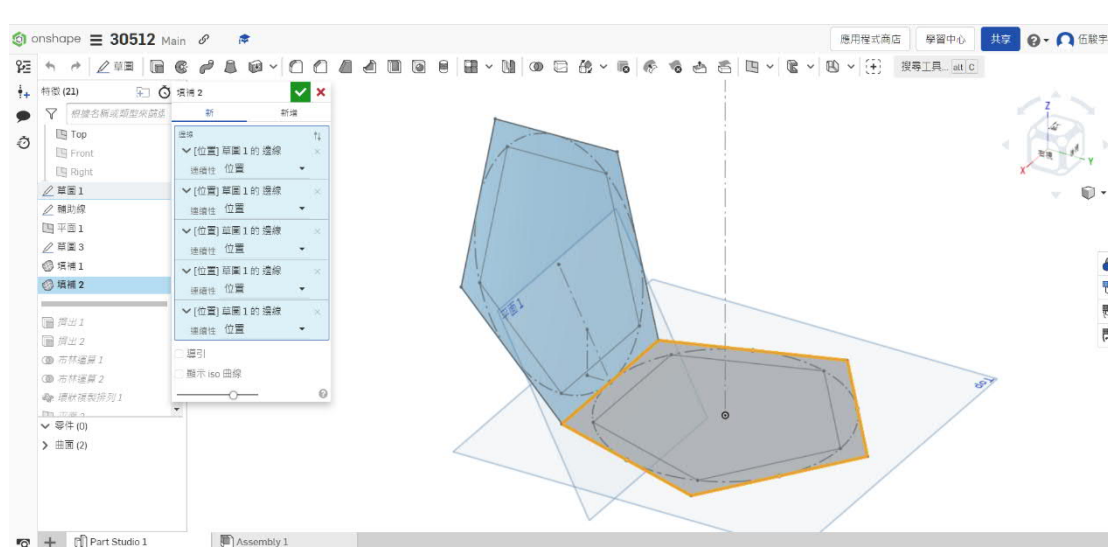 onshape 30512 Main
應用程式商店 學習中心 共享 伍駿宇
草圖
搜尋工具... alt C
特徵 (21)
填補 2
根據名稱或類型來篩選
新 新增
Top
Front
Right
草圖 1
輔助線
平面 1
草圖 3
填補 1
填補 2
擠出 1
擠出 2
布林運算 1
布林運算 2
環狀複製排列 1
零件 (0)
曲面 (2)
邊線
[位置] 草圖 1 的 邊線
連續性 位置
[位置] 草圖 1 的 邊線
連續性 位置
[位置] 草圖 1 的 邊線
連續性 位置
[位置] 草圖 1 的 邊線
連續性 位置
[位置] 草圖 1 的 邊線
連續性 位置
導引
顯示 iso 曲線
平面 1
Top
Z
X
Y
Part Studio 1
Assembly 1